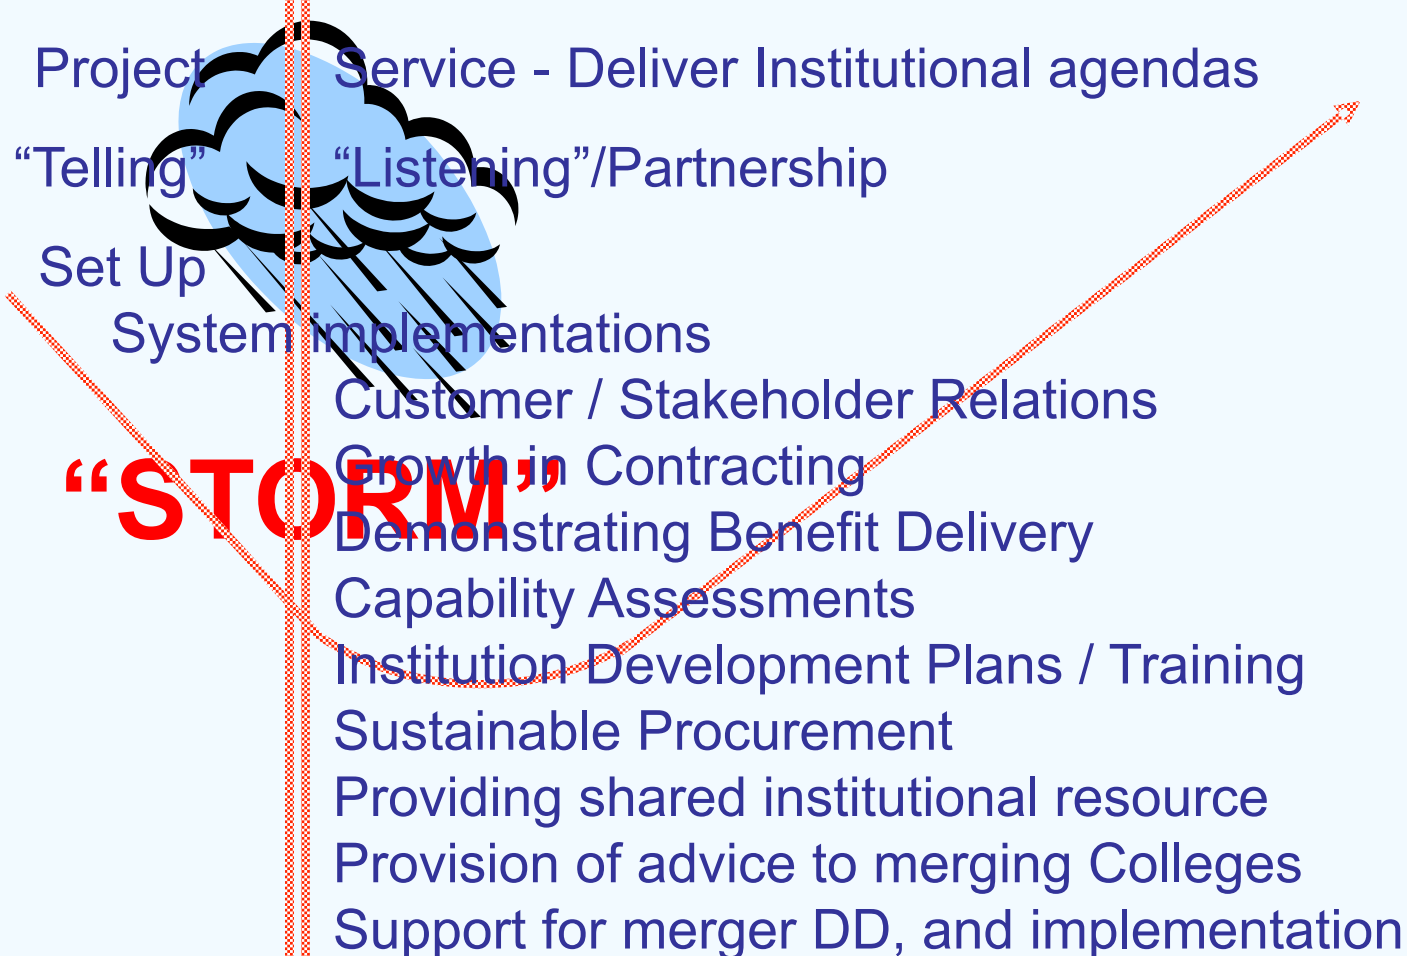 Project Service - Deliver Institutional agendas
“Telling” “Listening”/Partnership
Set Up
System implementations
Customer / Stakeholder Relations
Growth in Contracting
“STORM”
Demonstrating Benefit Delivery
Capability Assessments
Institution Development Plans / Training
Sustainable Procurement
Providing shared institutional resource
Provision of advice to merging Colleges
Support for merger DD, and implementation